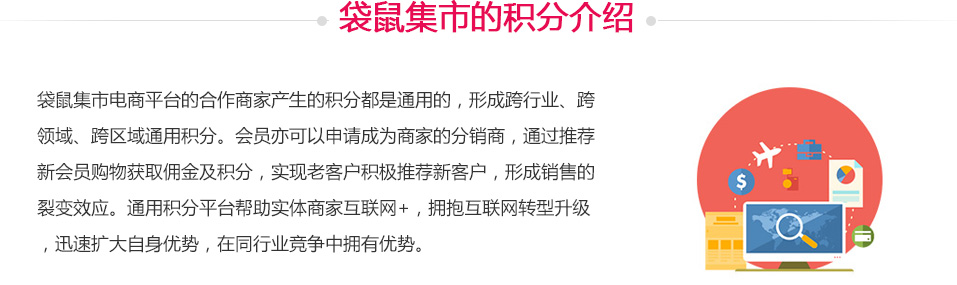 袋鼠集市的积分介绍
袋鼠集市电商平台的合作商家产生的积分都是通用的，形成跨行业、跨
领域、跨区域通用积分。会员亦可以申请成为商家的分销商，通过推荐
新会员购物获取佣金及积分，实现老客户积极推荐新客户，形成销售的
裂变效应。通用积分平台帮助实体商家互联网+，拥抱互联网转型升级
，迅速扩大自身优势，在同行业竞争中拥有优势。
$